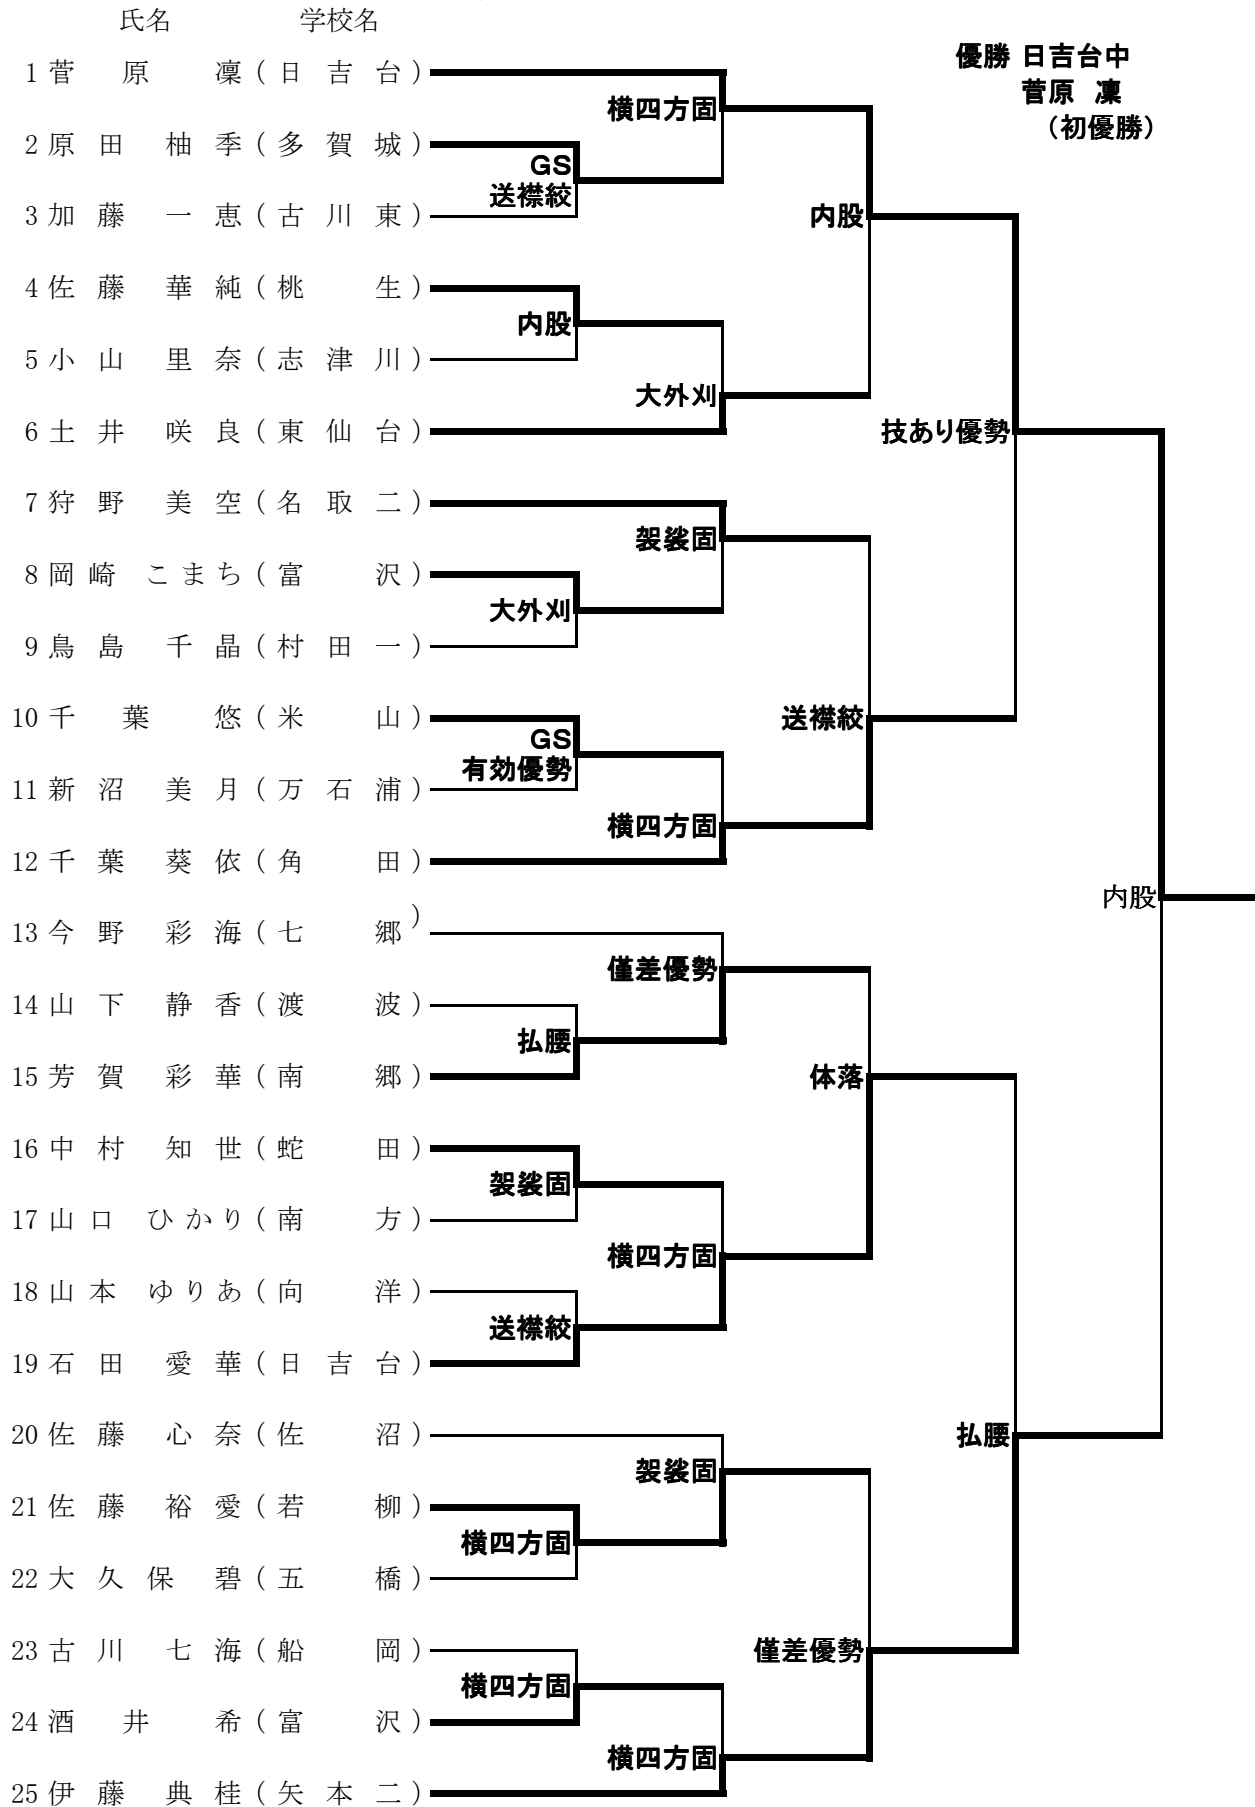 氏名 学校名
優勝 日吉台中
菅原 凜
（初優勝）
1 菅原 凜 (日吉台)
横四方固
2 原田 柚季 (多賀城)
GS
送襟絞
3 加藤 一恵 (古川東)
内股
4 佐藤 華純 (桃生)
内股
5 小山 里奈 (志津川)
大外刈
6 土井 咲良 (東仙台)
技あり優勢
7 狩野 美空 (名取二)
袈裟固
8 岡崎 こまち (富沢)
大外刈
9 鳥島 千晶 (村田一)
10 千葉 悠 (米山)
送襟絞
GS
有効優勢
11 新沼 美月 (万石浦)
横四方固
12 千葉 葵依 (角田)
内股
13 今野 彩海 (七郷)
僅差優勢
14 山下 静香 (渡波)
払腰
15 芳賀 彩華 (南郷)
体落
16 中村 知世 (蛇田)
袈裟固
17 山口 ひかり (南方)
横四方固
18 山本 ゆりあ (向洋)
送襟絞
19 石田 愛華 (日吉台)
20 佐藤 心奈 (佐沼)
払腰
袈裟固
21 佐藤 裕愛 (若柳)
横四方固
22 大久保 碧 (五橋)
23 古川 七海 (船岡)
僅差優勢
横四方固
24 酒井 希 (富沢)
横四方固
25 伊藤 典桂 (矢本二)